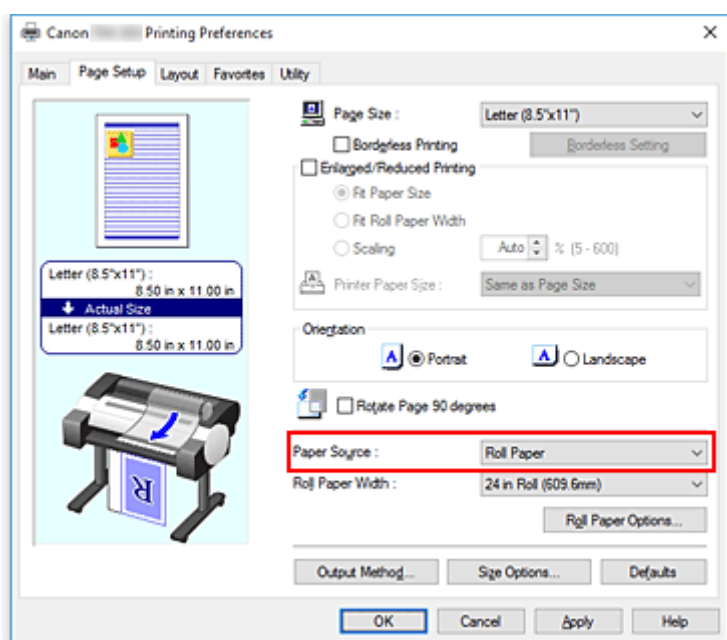 Canon Printing Preferences
Main Page Setup Layout Favorites Utility
Page Size : Letter (8.5"x11")
Borderless Printing Borderless Setting
Enlarged/Reduced Printing
Fit Paper Size
Fit Roll Paper Width
Scaling Auto % (5 - 600)
Printer Paper Size : Same as Page Size
Letter (8.5"x11") :
8.50 in x 11.00 in
Actual Size
Letter (8.5"x11") :
8.50 in x 11.00 in
Orientation
A Portrait A Landscape
Rotate Page 90 degrees
Paper Source : Roll Paper
Roll Paper Width : 24 in Roll (609.6mm)
Roll Paper Options...
R
Output Method... Size Options... Defaults
OK Cancel Apply Help